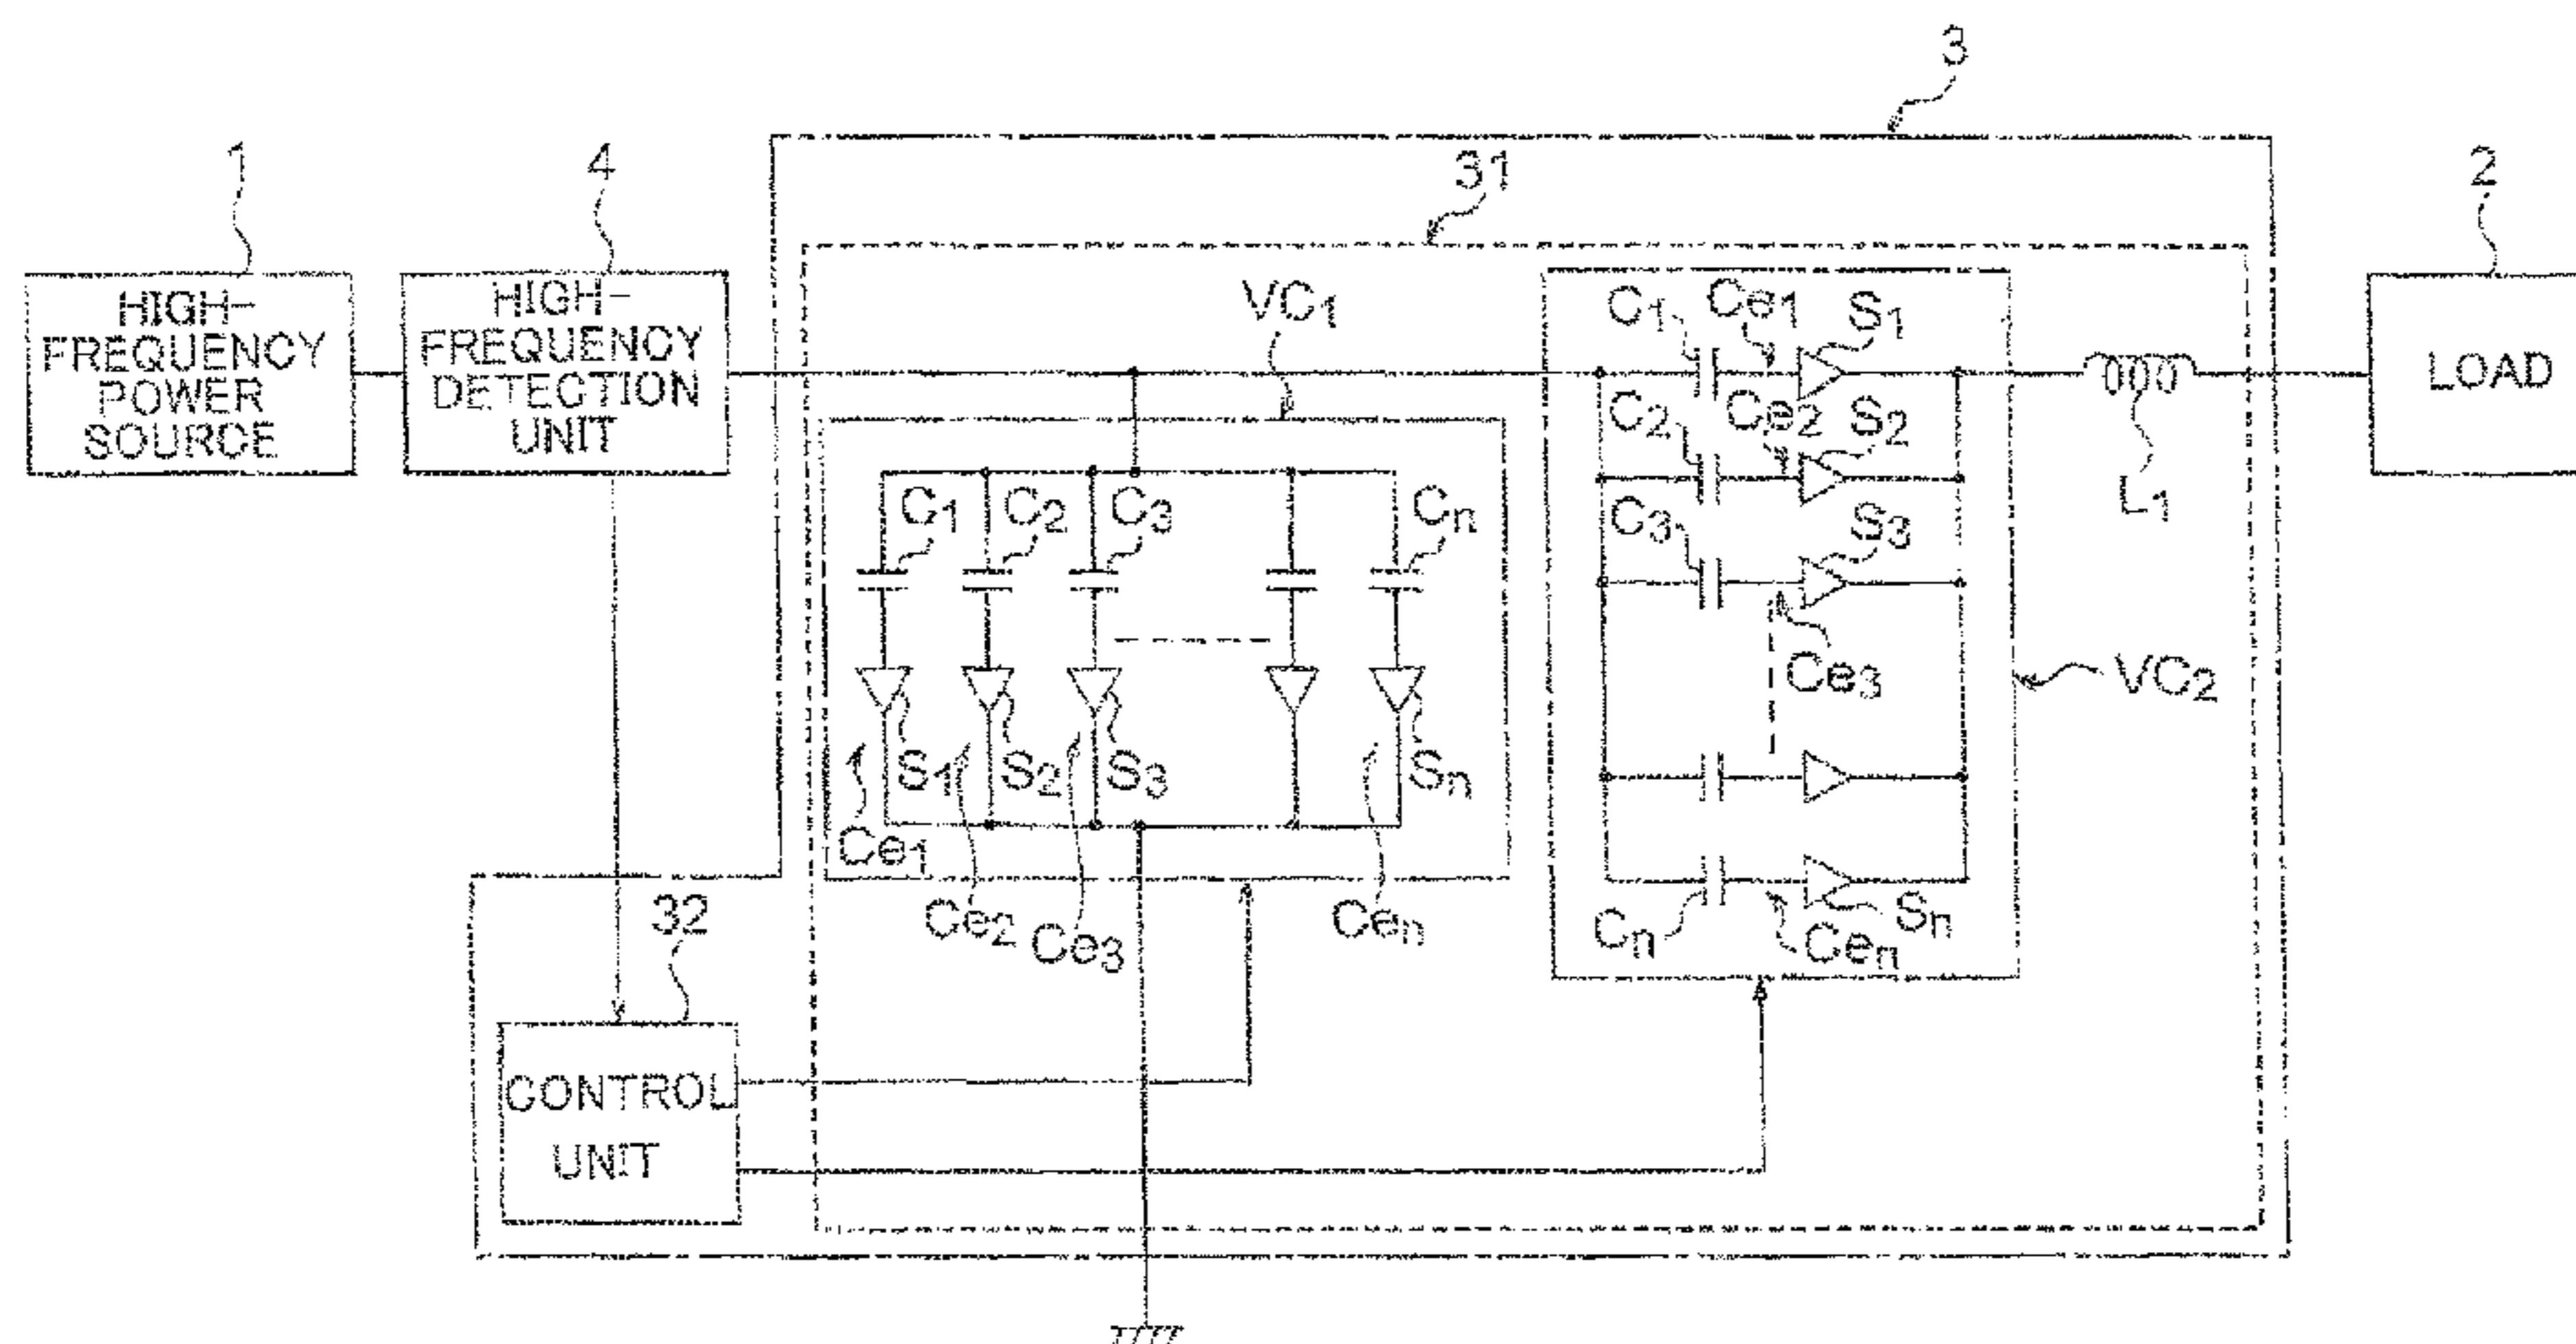 3
1
4
31
2
HIGH-
FREQUENCY
POWER
SOURCE
HIGH-
FREQUENCY
DETECTION
UNIT
VC1
C1
Ce1
S1
LOAD
C2
Ce2
S2
L1
C1
C2
C3
Cn
C3
S3
Ce3
VC2
S1
S2
S3
Sn
Ce1
Ce2
Ce3
Cen
Cn
Cen
Sn
32
CONTROL
UNIT